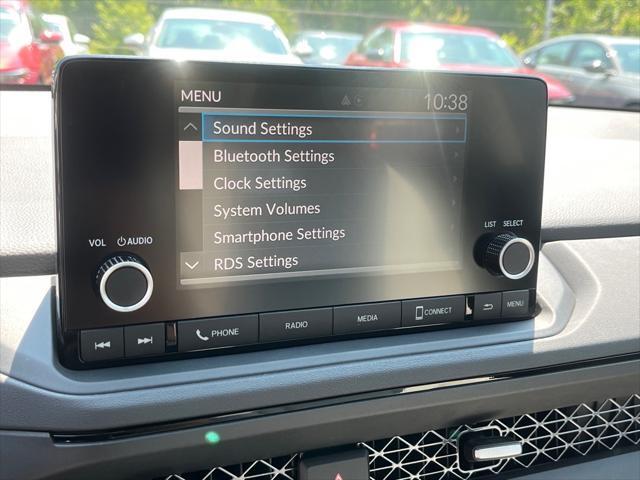 MENU
10:38
Sound Settings
Bluetooth Settings
Clock Settings
System Volumes
Smartphone Settings
RDS Settings
VOL AUDIO
LIST SELECT
PHONE
RADIO
MEDIA
CONNECT
MENU